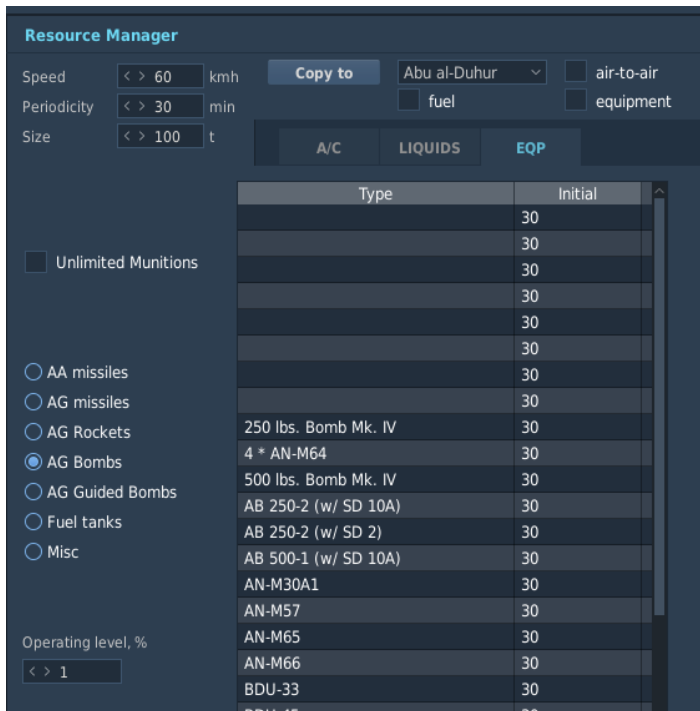 Resource Manager
Speed < > 60 kmh
Copy to
Abu al-Duhur
air-to-air
Periodicity < > 30 min
fuel
equipment
Size < > 100 t
A/C LIQUIDS EQP
Type Initial
30
30
Unlimited Munitions
30
30
30
30
AA missiles
30
AG missiles
30
AG Rockets
250 lbs. Bomb Mk. IV 30
4 * AN-M64 30
AG Bombs
500 lbs. Bomb Mk. IV 30
AG Guided Bombs
AB 250-2 (w/ SD 10A) 30
Fuel tanks
AB 250-2 (w/ SD 2) 30
Misc
AB 500-1 (w/ SD 10A) 30
AN-M30A1 30
AN-M57 30
Operating level, %
AN-M65 30
< > 1
AN-M66 30
BDU-33 30